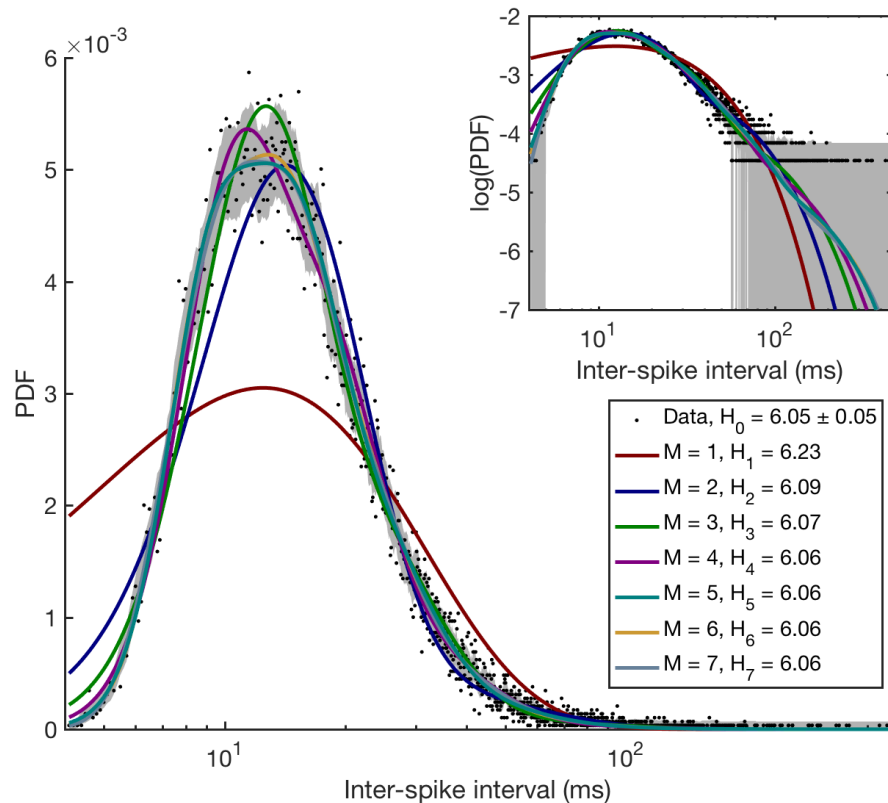 ×10⁻³
6
5
4
3
2
1
0
PDF
10¹
10²
Inter-spike interval (ms)
-2
-3
-4
-5
-6
-7
log(PDF)
10¹
10²
Inter-spike interval (ms)
Data, H₀ = 6.05 ± 0.05
M = 1, H₁ = 6.23
M = 2, H₂ = 6.09
M = 3, H₃ = 6.07
M = 4, H₄ = 6.06
M = 5, H₅ = 6.06
M = 6, H₆ = 6.06
M = 7, H₇ = 6.06